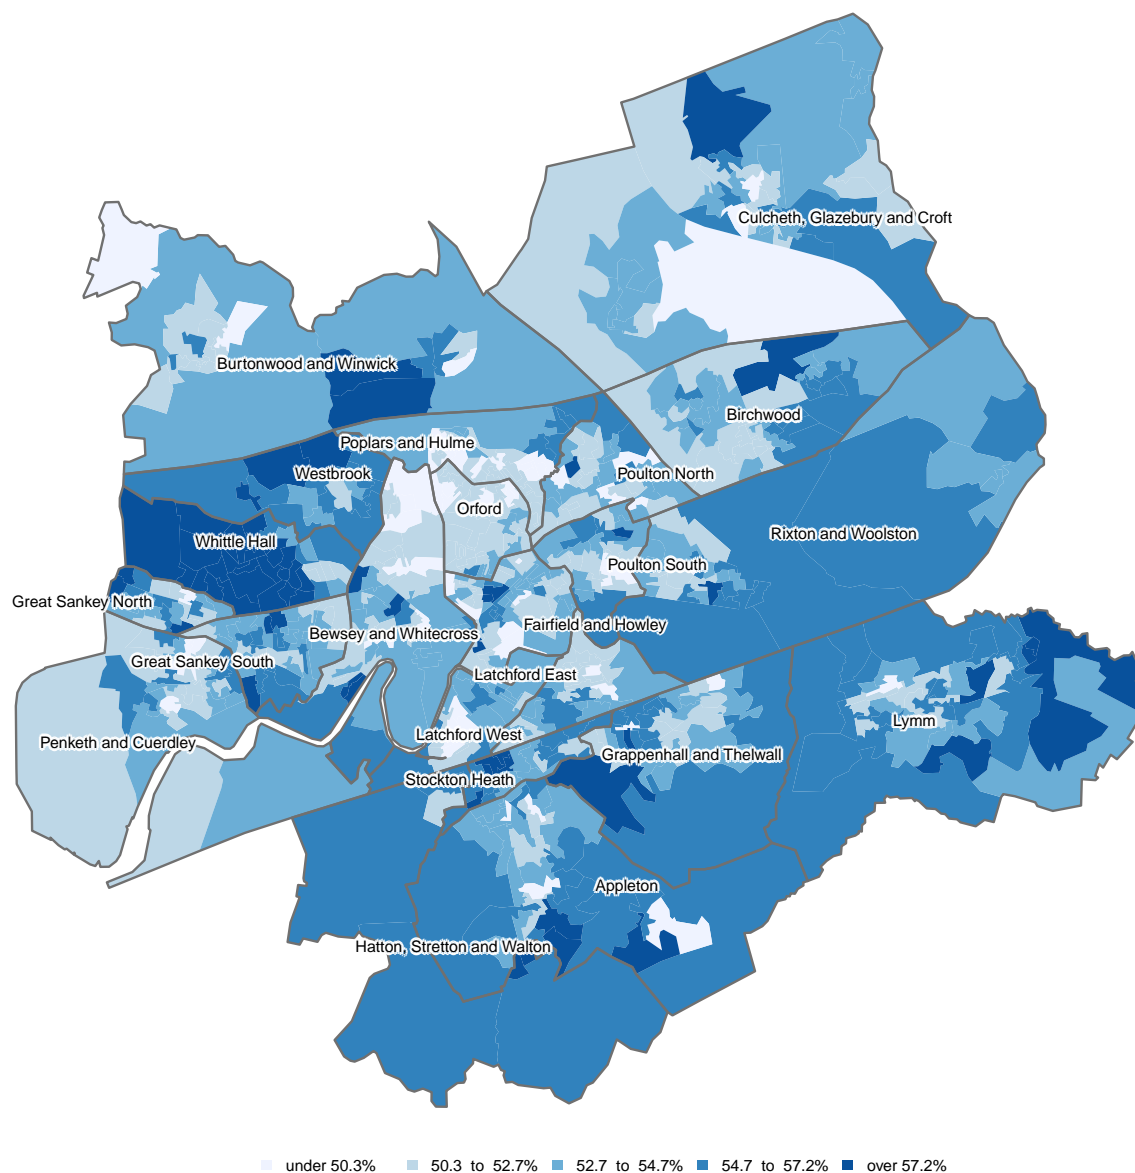 Culcheth, Glazebury and Croft
Burtonwood and Winwick
Birchwood
Poplars and Hulme
Westbrook
Poulton North
Orford
Rixton and Woolston
Whittle Hall
Poulton South
Great Sankey North
Fairfield and Howley
Bewsey and Whitecross
Great Sankey South
Latchford East
Lymm
Latchford West
Penketh and Cuerdley
Grappenhall and Thelwall
Stockton Heath
Appleton
Hatton, Stretton and Walton
under 50.3% 50.3 to 52.7% 52.7 to 54.7% 54.7 to 57.2% over 57.2%